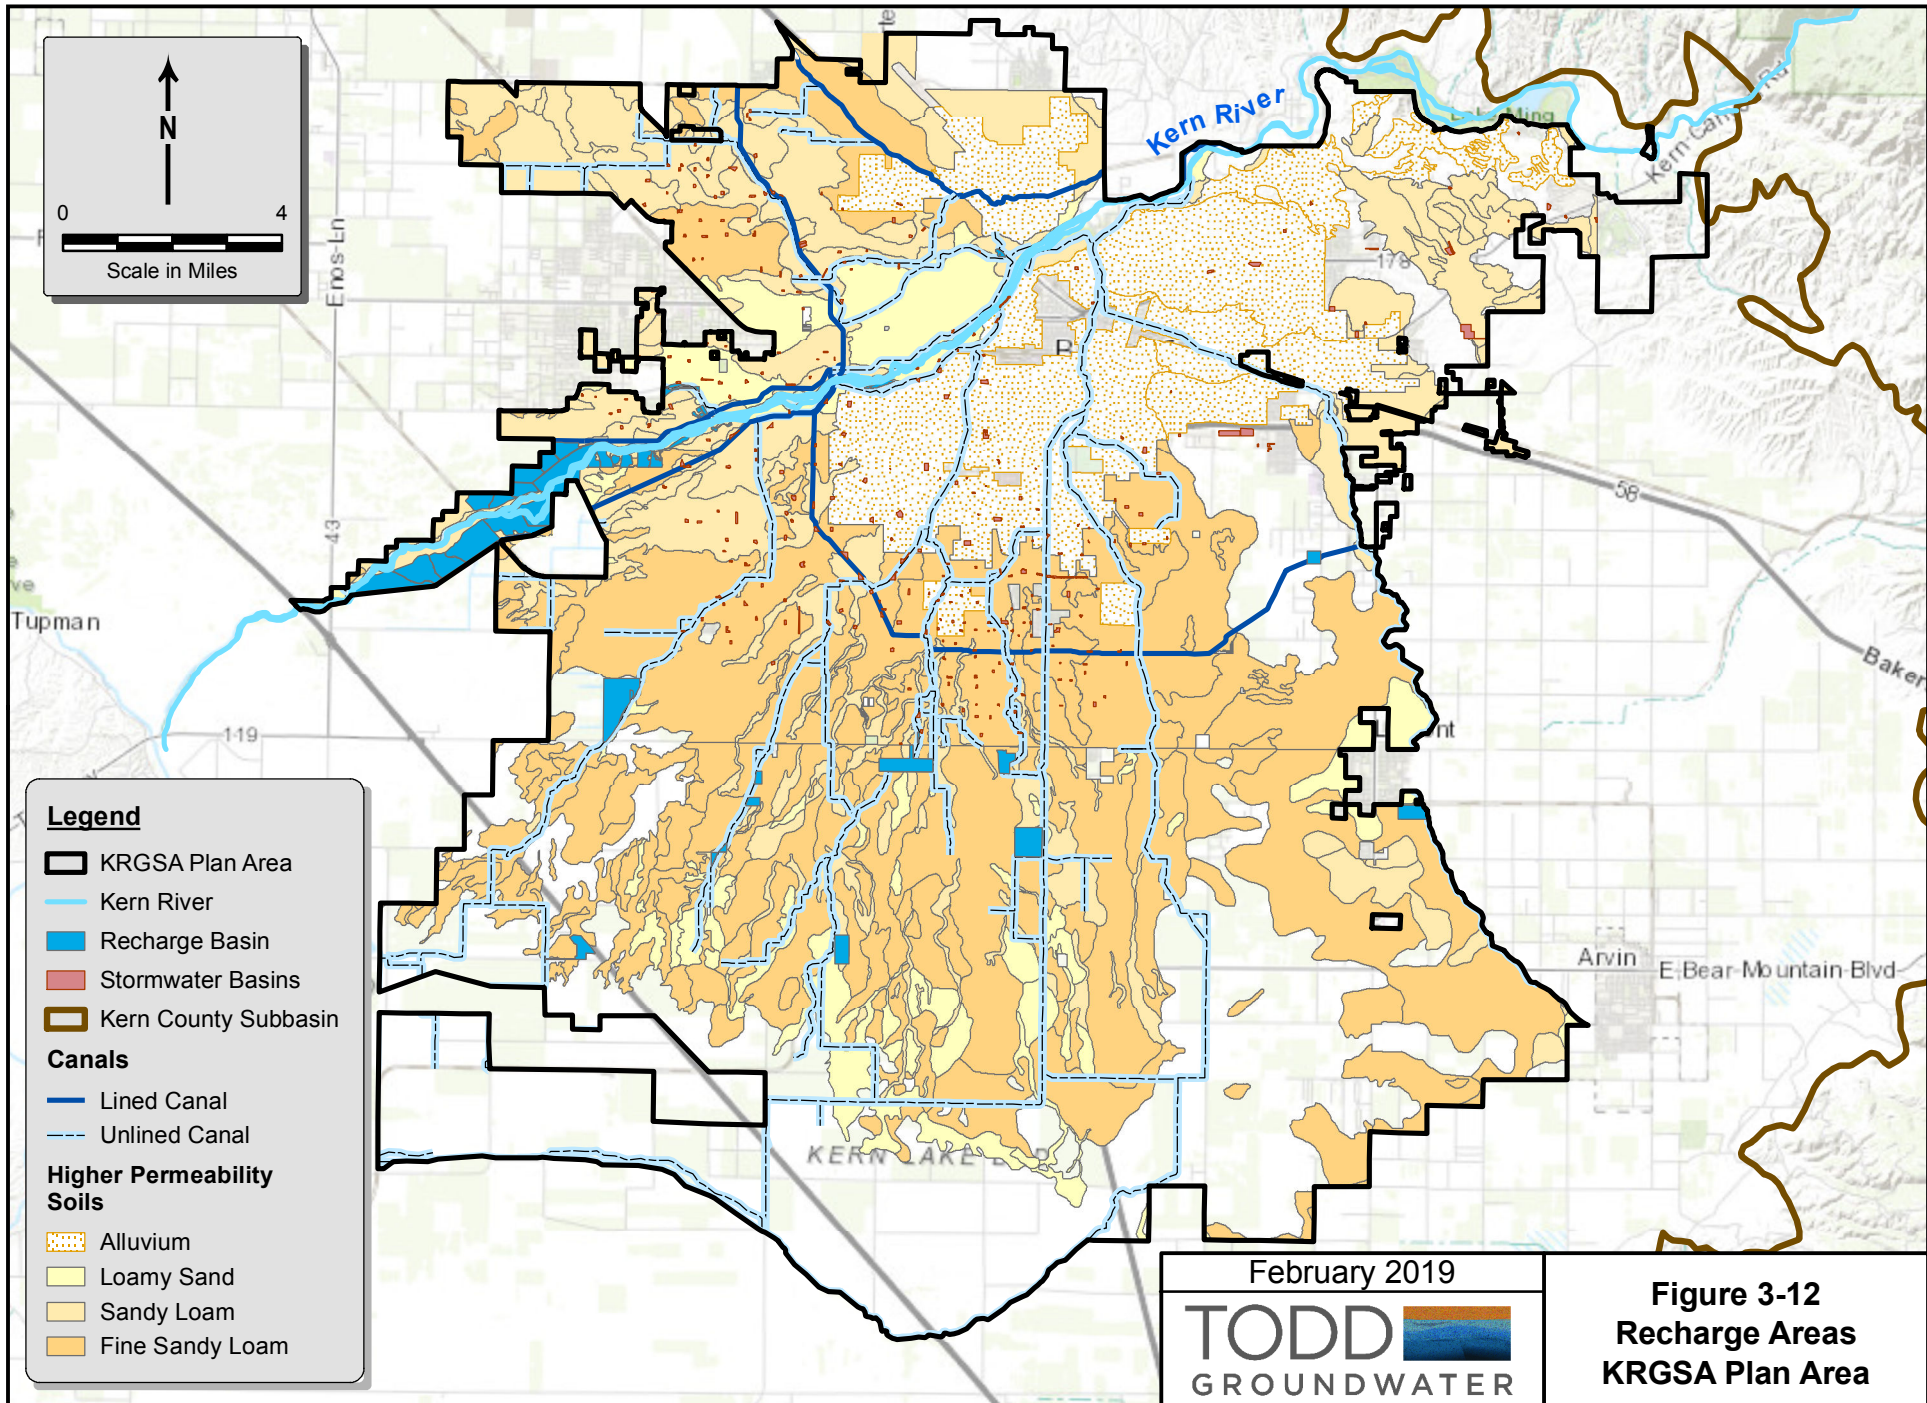 N
0 4
Scale in Miles
Enos-Ln
43
119
Tupman
Kern River
178
58
Arvin
E-Bear-Mountain-Blvd
KERN LAKE
Legend
KRGSA Plan Area
Kern River
Recharge Basin
Stormwater Basins
Kern County Subbasin
Canals
Lined Canal
Unlined Canal
Higher Permeability
Soils
Alluvium
Loamy Sand
Sandy Loam
Fine Sandy Loam
February 2019
TODD
GROUNDWATER
Figure 3-12
Recharge Areas
KRGSA Plan Area